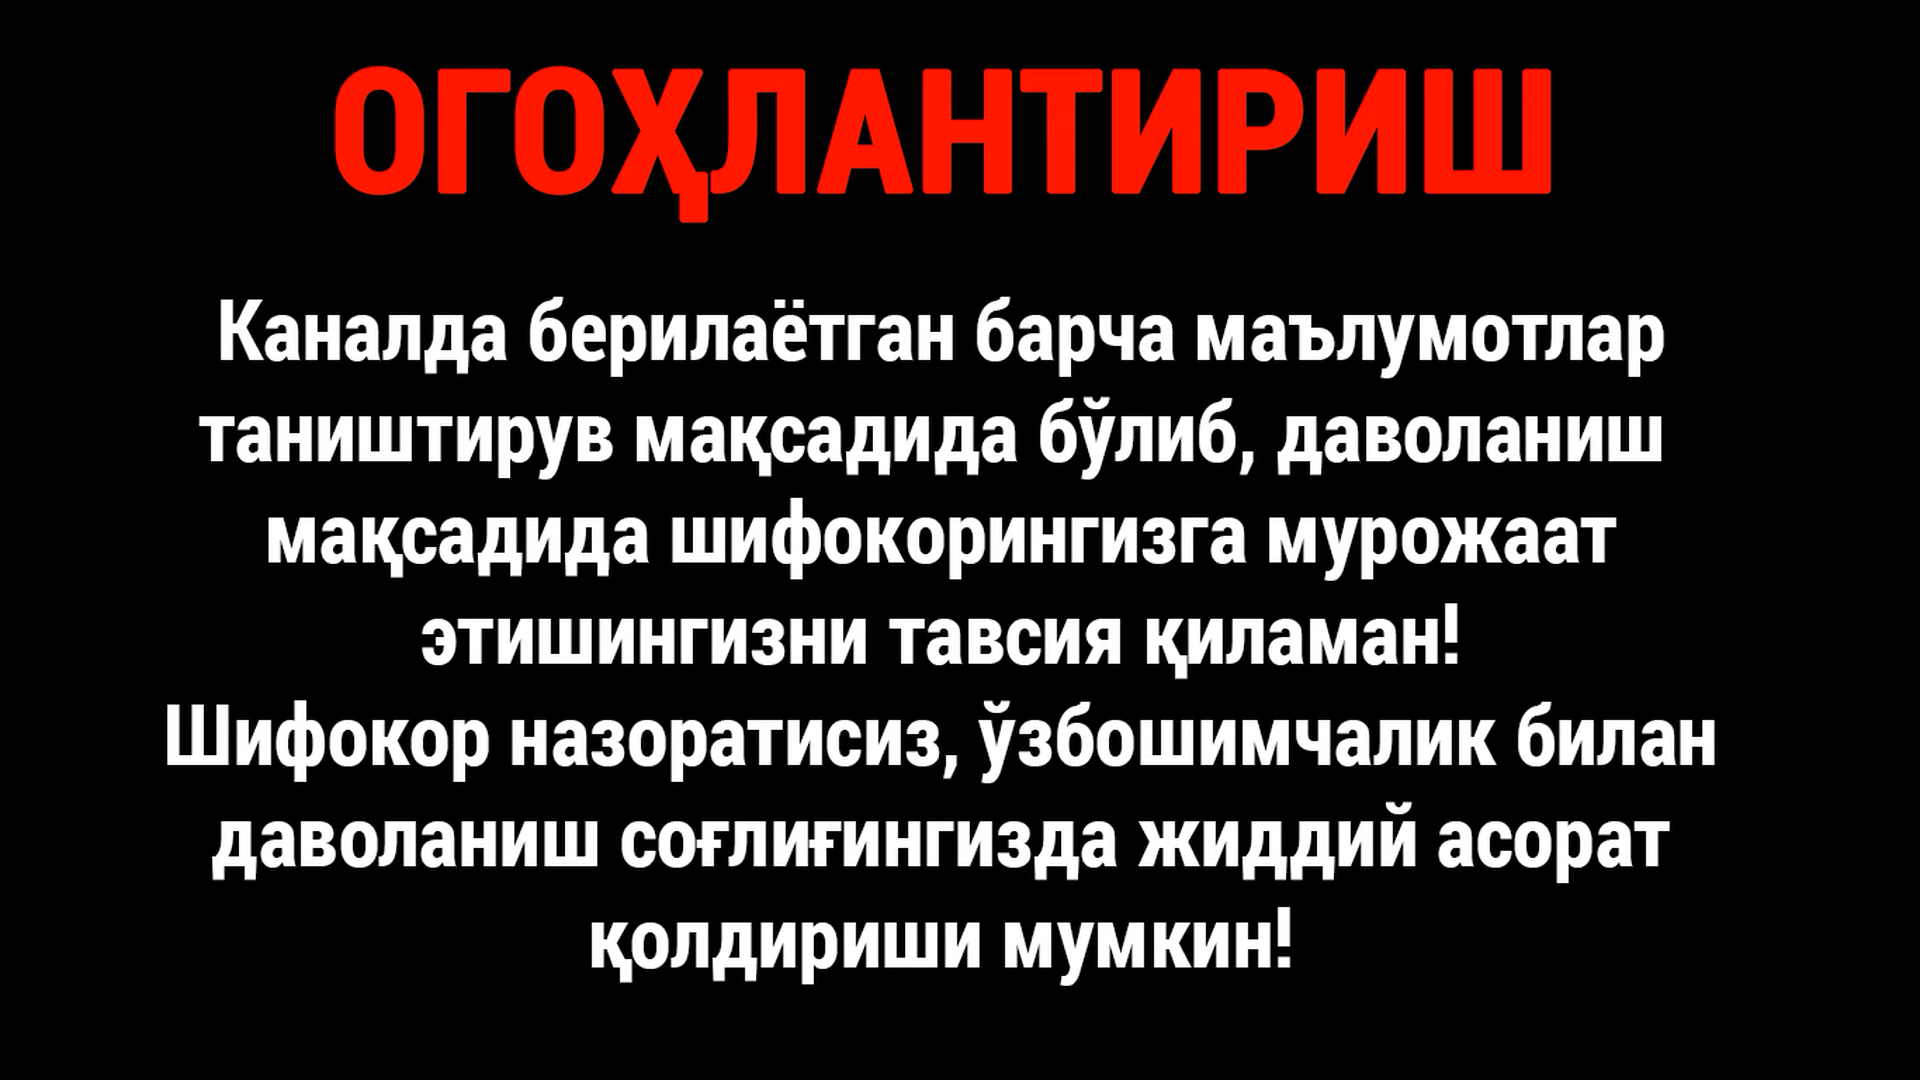 ОГОҲЛАНТИРИШ
Каналда берилаётган барча маълумотлар
таништирув мақсадида бўлиб, даволаниш
мақсадида шифокорингизга мурожаат
этишингизни тавсия қиламан!
Шифокор назоратисиз, ўзбошимчалик билан
даволаниш соғлиғингизда жиддий асорат
қолдириши мумкин!